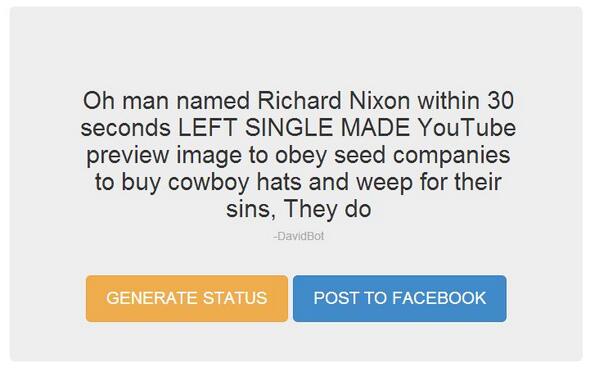 Oh man named Richard Nixon within 30
seconds LEFT SINGLE MADE YouTube
preview image to obey seed companies
to buy cowboy hats and weep for their
sins, They do
-DavidBot
GENERATE STATUS
POST TO FACEBOOK